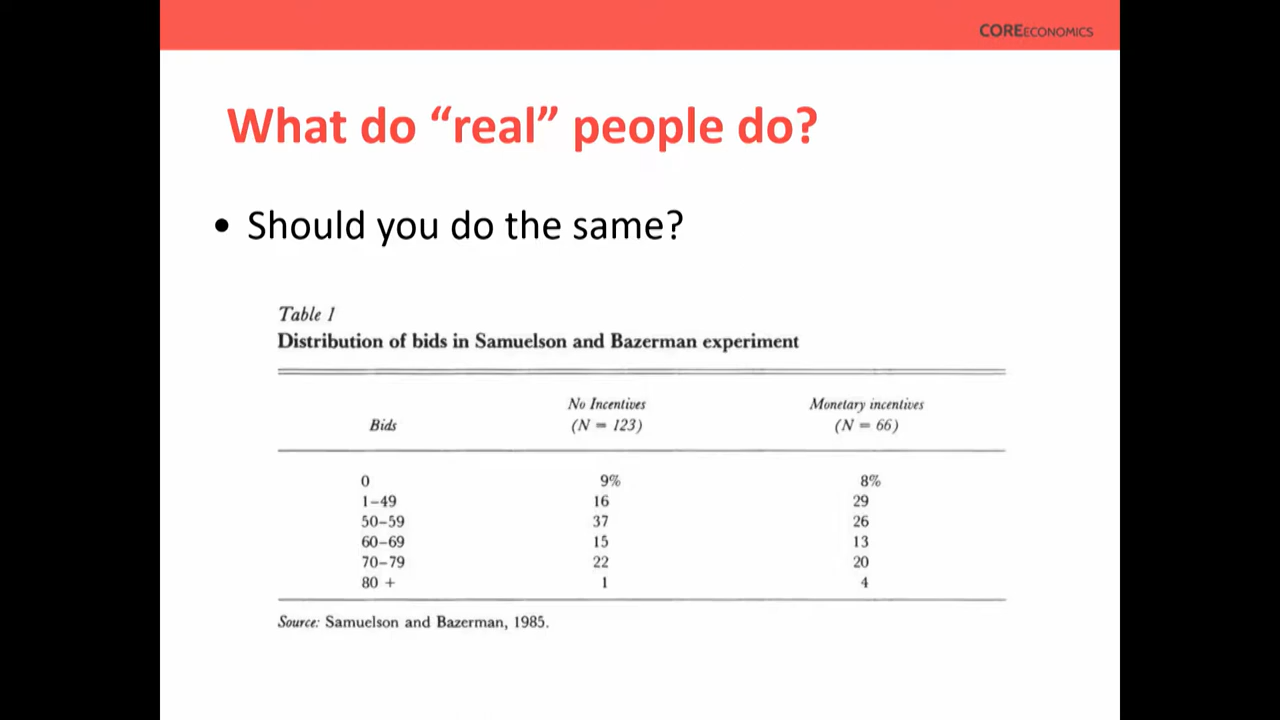 COREECONOMICS
What do “real” people do?
• Should you do the same?
Table 1
Distribution of bids in Samuelson and Bazerman experiment
Bids No Incentives (N = 123) Monetary incentives (N = 66)
0 9% 8%
1–49 16 29
50–59 37 26
60–69 15 13
70–79 22 20
80 + 1 4
Source: Samuelson and Bazerman, 1985.